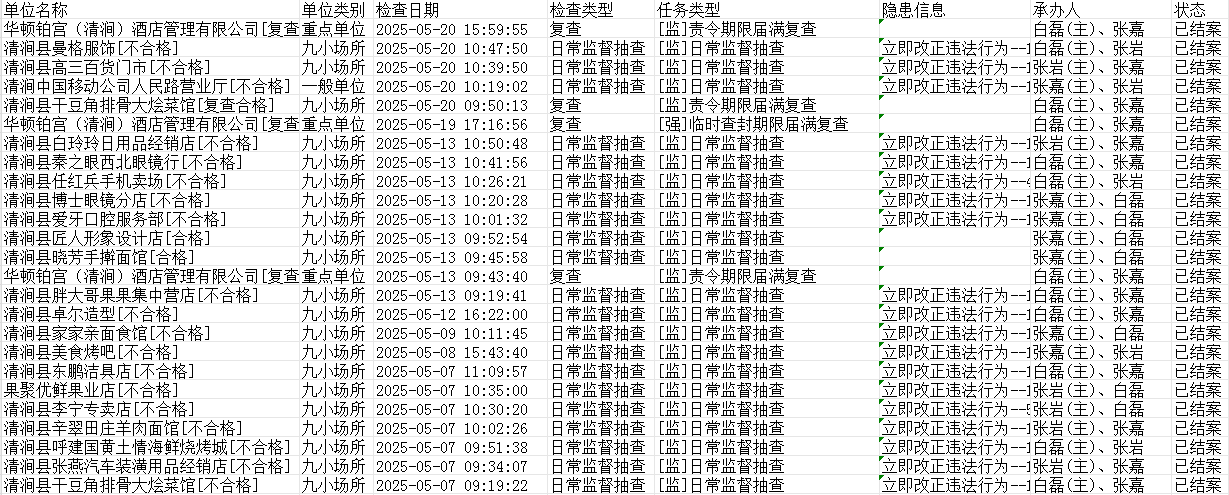 单位名称 单位类别 检查日期 检查类型 任务类型 隐患信息 承办人 状态
华顿铂宫（清涧）酒店管理有限公司[复查 重点单位 2025-05-20 15:59:55 复查 [监]责令期限届满复查 白磊(主)、张嘉 已结案
清涧县曼格服饰[不合格] 九小场所 2025-05-20 10:47:50 日常监督抽查 [监]日常监督抽查 立即改正违法行为--1 白磊(主)、张岩 已结案
清涧县高三百货门市[不合格] 九小场所 2025-05-20 10:39:50 日常监督抽查 [监]日常监督抽查 立即改正违法行为--1 张岩(主)、张嘉 已结案
清涧中国移动公司人民路营业厅[不合格] 一般单位 2025-05-20 10:19:02 日常监督抽查 [监]日常监督抽查 立即改正违法行为--1 张嘉(主)、白磊 已结案
清涧县干豆角排骨大烩菜馆[复查合格] 九小场所 2025-05-20 09:50:13 复查 [监]责令期限届满复查 白磊(主)、张嘉 已结案
华顿铂宫（清涧）酒店管理有限公司[复查 重点单位 2025-05-19 17:16:56 复查 [强]临时查封期限届满复查 白磊(主)、张嘉 已结案
清涧县白玲玲日用品经销店[不合格] 九小场所 2025-05-13 10:50:48 日常监督抽查 [监]日常监督抽查 立即改正违法行为--1 张嘉(主)、张岩 已结案
清涧县秦之眼西北眼镜行[不合格] 九小场所 2025-05-13 10:41:56 日常监督抽查 [监]日常监督抽查 立即改正违法行为--1 白磊(主)、张嘉 已结案
清涧县任红兵手机卖场[不合格] 九小场所 2025-05-13 10:26:21 日常监督抽查 [监]日常监督抽查 立即改正违法行为-- 白磊(主)、张岩 已结案
清涧县博士眼镜分店[不合格] 九小场所 2025-05-13 10:20:28 日常监督抽查 [监]日常监督抽查 立即改正违法行为--1 张嘉(主)、白磊 已结案
清涧县爱牙口腔服务部[不合格] 九小场所 2025-05-13 10:01:32 日常监督抽查 [监]日常监督抽查 立即改正违法行为--1 白磊(主)、张嘉 已结案
清涧县匠人形象设计店[合格] 九小场所 2025-05-13 09:52:54 日常监督抽查 [监]日常监督抽查 张嘉(主)、白磊 已结案
清涧县晓芳手擀面馆[合格] 九小场所 2025-05-13 09:45:58 日常监督抽查 [监]日常监督抽查 张嘉(主)、白磊 已结案
华顿铂宫（清涧）酒店管理有限公司[复查 重点单位 2025-05-13 09:43:40 复查 [监]责令期限届满复查 白磊(主)、张嘉 已结案
清涧县胖大哥果果集中营店[不合格] 九小场所 2025-05-13 09:19:41 日常监督抽查 [监]日常监督抽查 立即改正违法行为--1 白磊(主)、张嘉 已结案
清涧县卓尔造型[不合格] 九小场所 2025-05-12 16:22:00 日常监督抽查 [监]日常监督抽查 立即改正违法行为--1 白磊(主)、张嘉 已结案
清涧县家家亲面食馆[不合格] 九小场所 2025-05-09 10:11:45 日常监督抽查 [监]日常监督抽查 立即改正违法行为--1 张嘉(主)、白磊 已结案
清涧县美食烤吧[不合格] 九小场所 2025-05-08 15:43:40 日常监督抽查 [监]日常监督抽查 立即改正违法行为--1 张嘉(主)、张岩 已结案
清涧县东鹏洁具店[不合格] 九小场所 2025-05-07 11:09:57 日常监督抽查 [监]日常监督抽查 立即改正违法行为--1 白磊(主)、张嘉 已结案
果聚优鲜果业店[不合格] 九小场所 2025-05-07 10:35:00 日常监督抽查 [监]日常监督抽查 立即改正违法行为--1 张岩(主)、白磊 已结案
清涧县李宁专卖店[不合格] 九小场所 2025-05-07 10:30:20 日常监督抽查 [监]日常监督抽查 立即改正违法行为-- 张嘉(主)、白磊 已结案
清涧县辛翌田庄羊肉面馆[不合格] 九小场所 2025-05-07 10:02:26 日常监督抽查 [监]日常监督抽查 立即改正违法行为--1 张岩(主)、张嘉 已结案
清涧县呼建国黄土情海鲜烧烤城[不合格] 九小场所 2025-05-07 09:51:38 日常监督抽查 [监]日常监督抽查 立即改正违法行为--1 白磊(主)、张岩 已结案
清涧县张燕汽车装潢用品经销店[不合格] 九小场所 2025-05-07 09:34:07 日常监督抽查 [监]日常监督抽查 立即改正违法行为--1 张岩(主)、张嘉 已结案
清涧县干豆角排骨大烩菜馆[不合格] 九小场所 2025-05-07 09:19:22 日常监督抽查 [监]日常监督抽查 立即改正违法行为--1 白磊(主)、张嘉 已结案